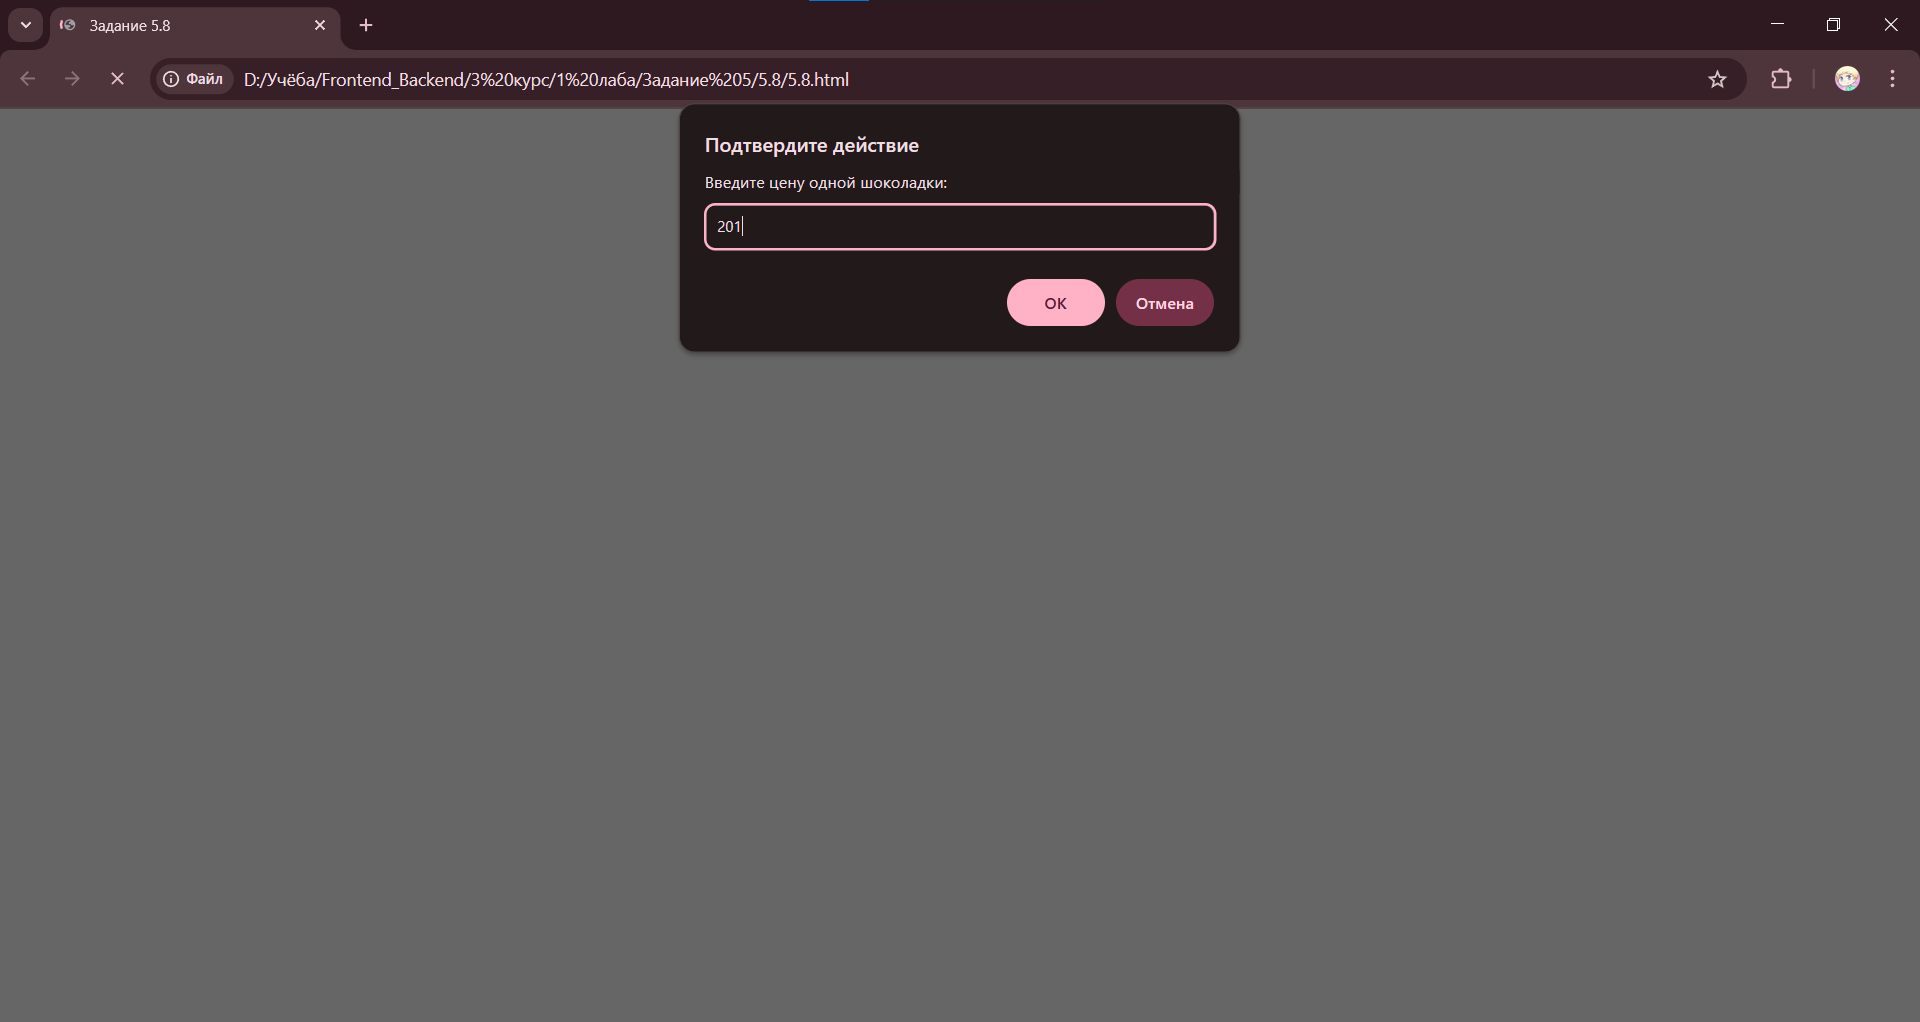 Задание 5.8
Файл D:/Учёба/Frontend_Backend/3%20курс/1%20лаба/Задание%205/5.8/5.8.html
Подтвердите действие
Введите цену одной шоколадки:
201
ОК Отмена